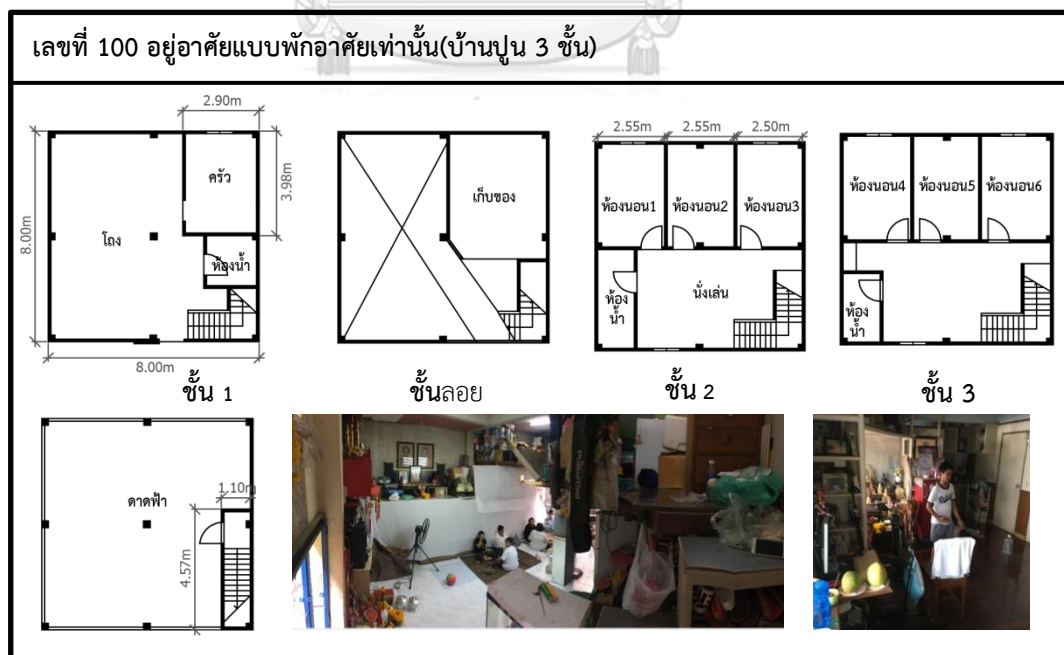 เลขที่ 100 อยู่อาศัยแบบพักอาศัยเท่านั้น(บ้านปูน 3 ชั้น)
2.90m
ครัว
3.98m
8.00m
โถง
ห้องน้ำ
8.00m
ชั้น 1
เก็บของ
ชั้นลอย
2.55m 2.55m 2.50m
ห้องนอน1 ห้องนอน2 ห้องนอน3
ห้อง
น้ำ
นั่งเล่น
ชั้น 2
ห้องนอน4 ห้องนอน5 ห้องนอน6
ห้อง
น้ำ
ชั้น 3
ดาดฟ้า
1.10m
4.57m